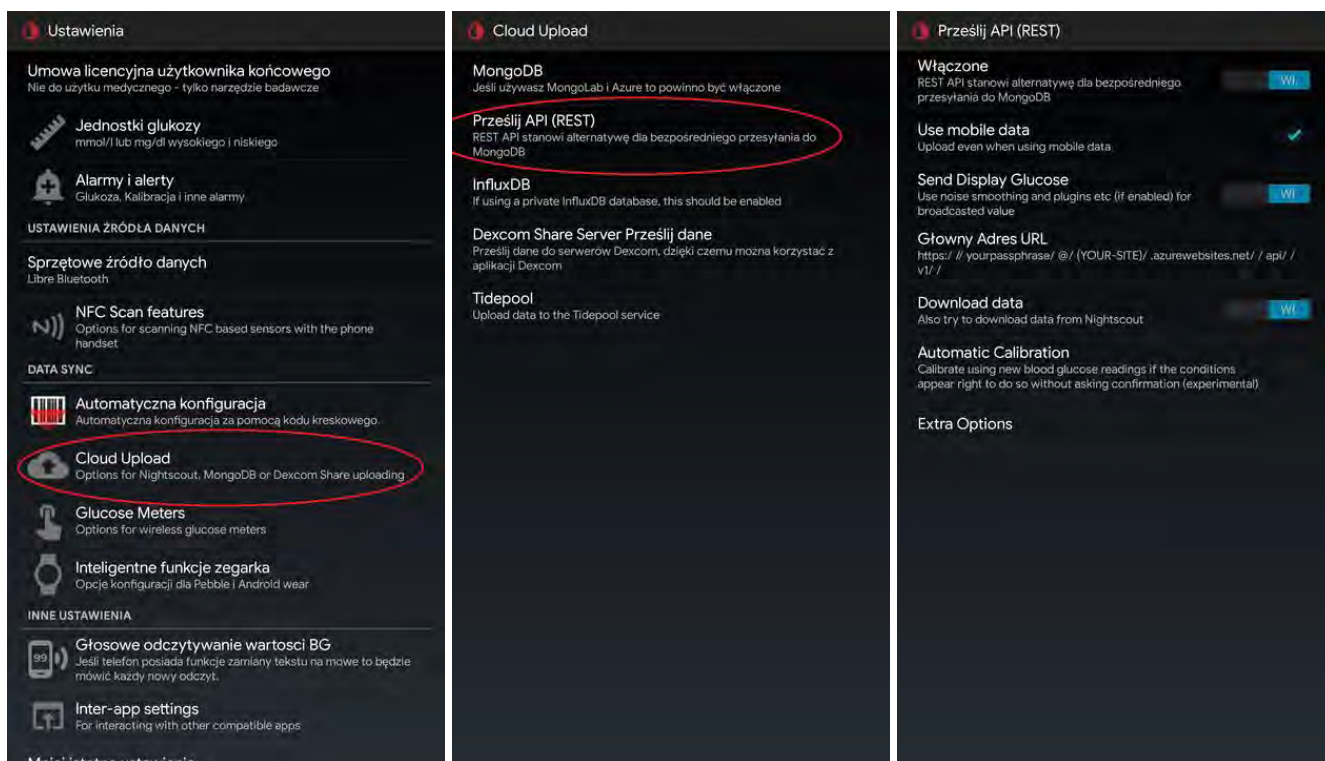 Ustawienia
Umowa licencyjna użytkownika końcowego
Nie do użytku medycznego - tylko narzędzie badawcze
Jednostki glukozy
mmol/l lub mg/dl wysokiego i niskiego
Alarmy i alerty
Glukoza, Kalibracja i inne alarmy
USTAWIENIA ŹRÓDŁA DANYCH
Sprzętowe źródło danych
Libre Bluetooth
NFC Scan features
Options for scanning NFC based sensors with the phone
handset
DATA SYNC
Automatyczna konfiguracja
Automatyczna konfiguracja za pomocą kodu kreskowego.
Cloud Upload
Options for Nightscout, MongoDB or Dexcom Share uploading
Glucose Meters
Options for wireless glucose meters
Inteligentne funkcje zegarka
Opcje konfiguracji dla Pebble i Android wear
INNE USTAWIENIA
99
Głosowe odczytywanie wartosci BG
Jeśli telefon posiada funkcje zamiany tekstu na mowe to będzie
mówić kazdy nowy odczyt.
Inter-app settings
For interacting with other compatible apps
Cloud Upload
MongoDB
Jeśli używasz MongoLab i Azure to powinno być włączone
Prześlij API (REST)
REST API stanowi alternatywę dla bezpośredniego przesyłania do
MongoDB
InfluxDB
If using a private InfluxDB database, this should be enabled
Dexcom Share Server Prześlij dane
Prześlij dane do serwerów Dexcom, dzięki czemu można korzystać z
aplikacji Dexcom
Tidepool
Upload data to the Tidepool service
Prześlij API (REST)
Włączone
REST API stanowi alternatywę dla bezpośredniego
przesyłania do MongoDB
Wł.
Use mobile data
Upload even when using mobile data
Send Display Glucose
Use noise smoothing and plugins etc (if enabled) for
broadcasted value
Wł.
Głowny Adres URL
https:/ // yourpassphrase/ @/ (YOUR-SITE)/ .azurewebsites.net/ / api/ /
v1/ /
Download data
Also try to download data from Nightscout
Wł.
Automatic Calibration
Calibrate using new blood glucose readings if the conditions
appear right to do so without asking confirmation (experimental)
Extra Options